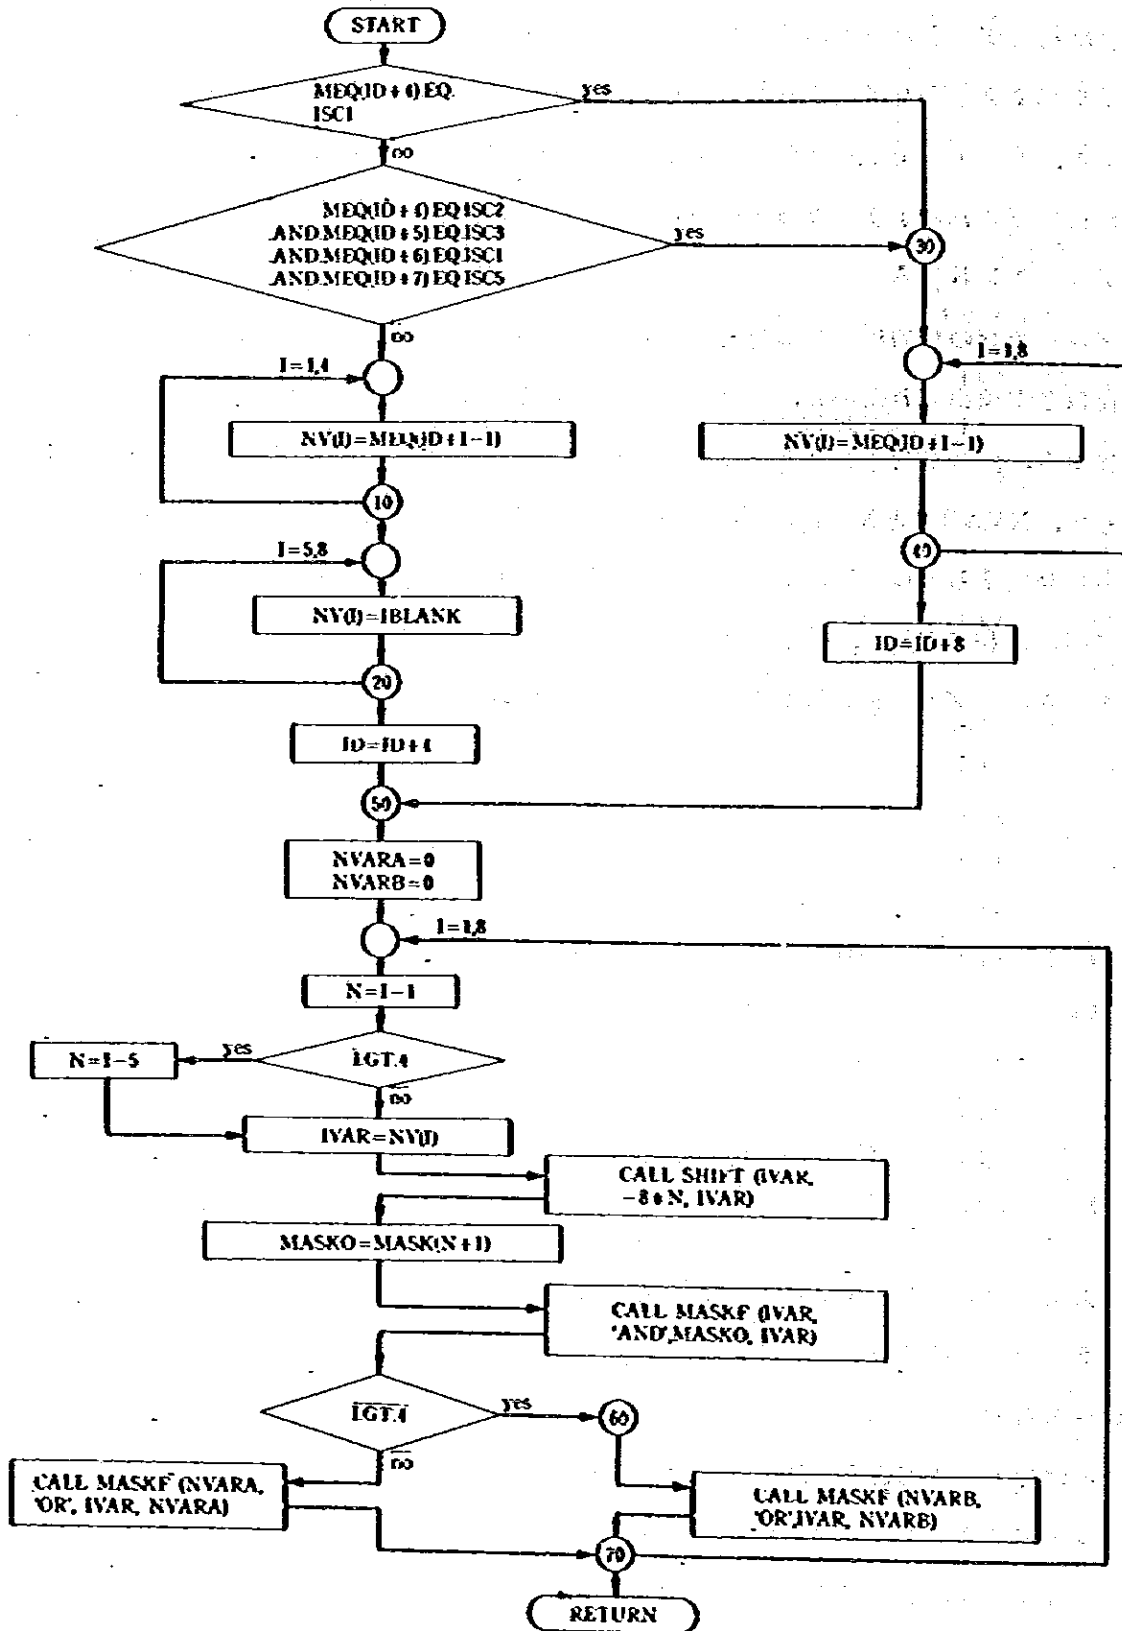 START
MEQ(ID+4) EQ.
ISC1
yes
no
MEQ(ID+4) EQ.ISC2
.AND.MEQ(ID+5) EQ.ISC3
.AND.MEQ(ID+6) EQ.ISC1
.AND.MEQ(ID+7) EQ.ISC5
yes
30
no
I=1,4
I=1,8
NV(I)=MEQ(ID+I-1)
NV(I)=MEQ(ID+I-1)
10
I=5,8
40
NV(I)=IBLANK
ID=ID+8
20
ID=ID+4
50
NVARA=0
NVARB=0
I=1,8
N=I-1
N=I-5
yes
I.GT.4
no
IVAR=NV(I)
CALL SHIFT (IVAR,
-8*N, IVAR)
MASKO=MASK(N+1)
CALL MASKF (IVAR,
'AND',MASKO, IVAR)
I.GT.4
yes
60
no
CALL MASKF (NVARA,
'OR', IVAR, NVARA)
CALL MASKF (NVARB,
'OR',IVAR, NVARB)
70
RETURN